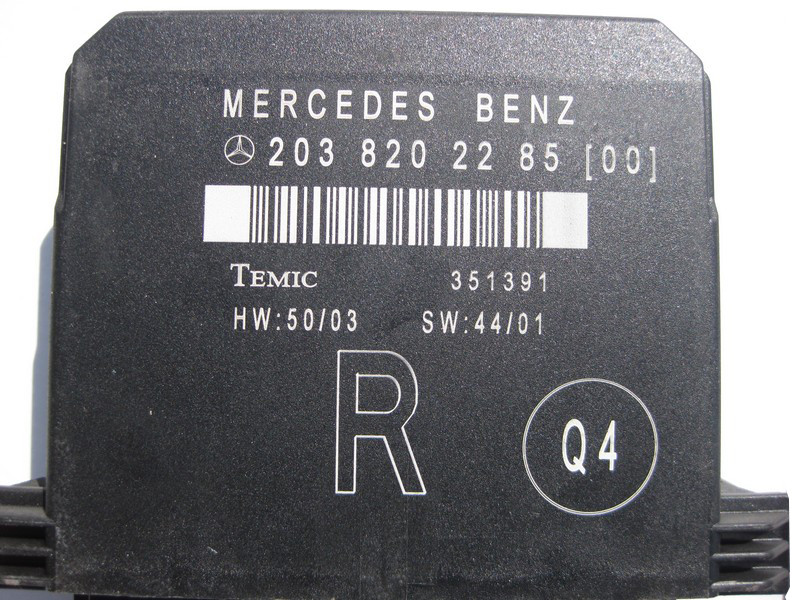 MERCEDES BENZ
203 820 22 85 [00]
TEMIC 351391
HW:50/03 SW:44/01
R
Q4